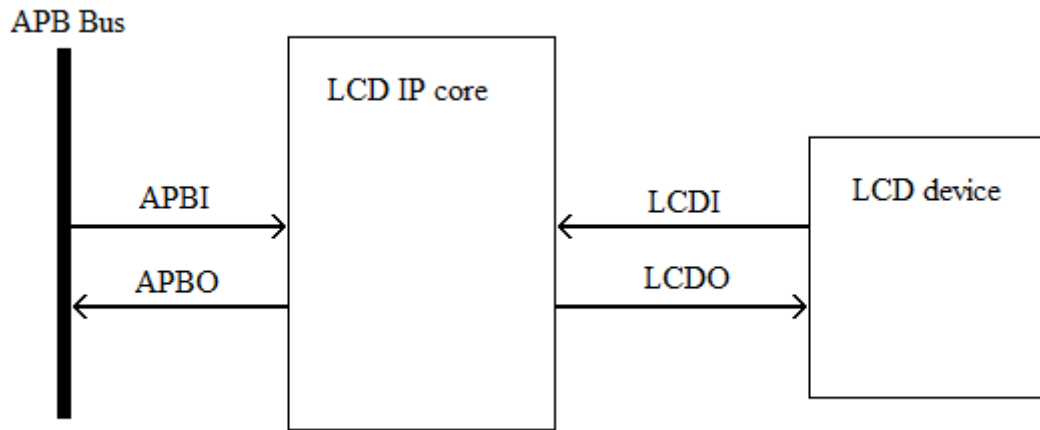 APB Bus
LCD IP core
LCD device
APBI
LCDI
APBO
LCDO